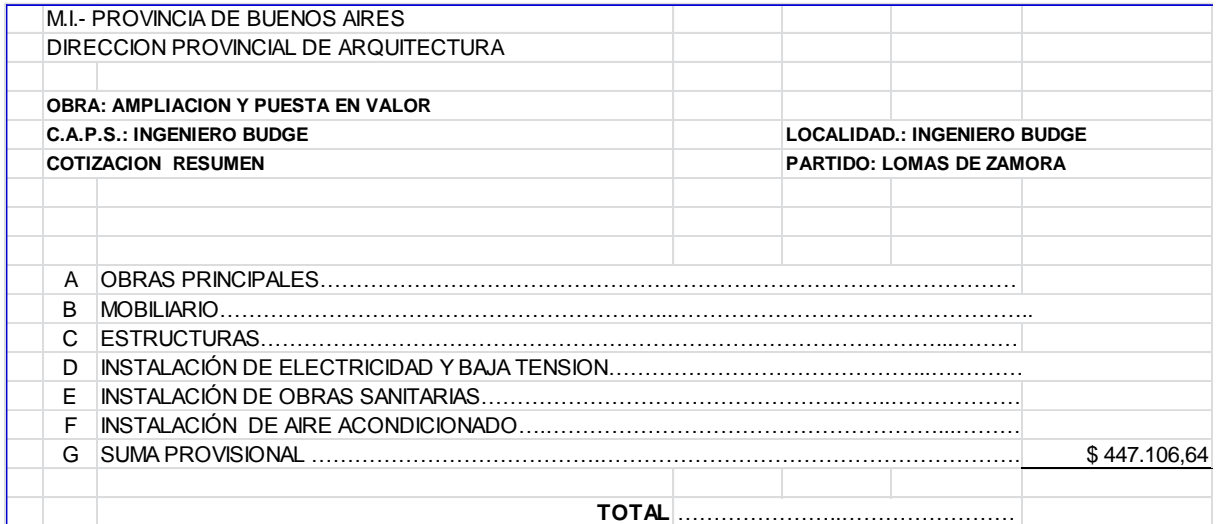 M.I.- PROVINCIA DE BUENOS AIRES
DIRECCION PROVINCIAL DE ARQUITECTURA
OBRA: AMPLIACION Y PUESTA EN VALOR
C.A.P.S.: INGENIERO BUDGE LOCALIDAD.: INGENIERO BUDGE
COTIZACION RESUMEN PARTIDO: LOMAS DE ZAMORA
A OBRAS PRINCIPALES……………………………………………………………………………………
B MOBILIARIO……………………………………………………...…………………………………………..
C ESTRUCTURAS…………………………………………………………………………………...………
D INSTALACIÓN DE ELECTRICIDAD Y BAJA TENSION……………………………………...…………
E INSTALACIÓN DE OBRAS SANITARIAS…………………………………………….……..………………
F INSTALACIÓN DE AIRE ACONDICIONADO….………………………………………………...………
G SUMA PROVISIONAL ………………………………….………………………………………………… $ 447.106,64
TOTAL …………………..……………………